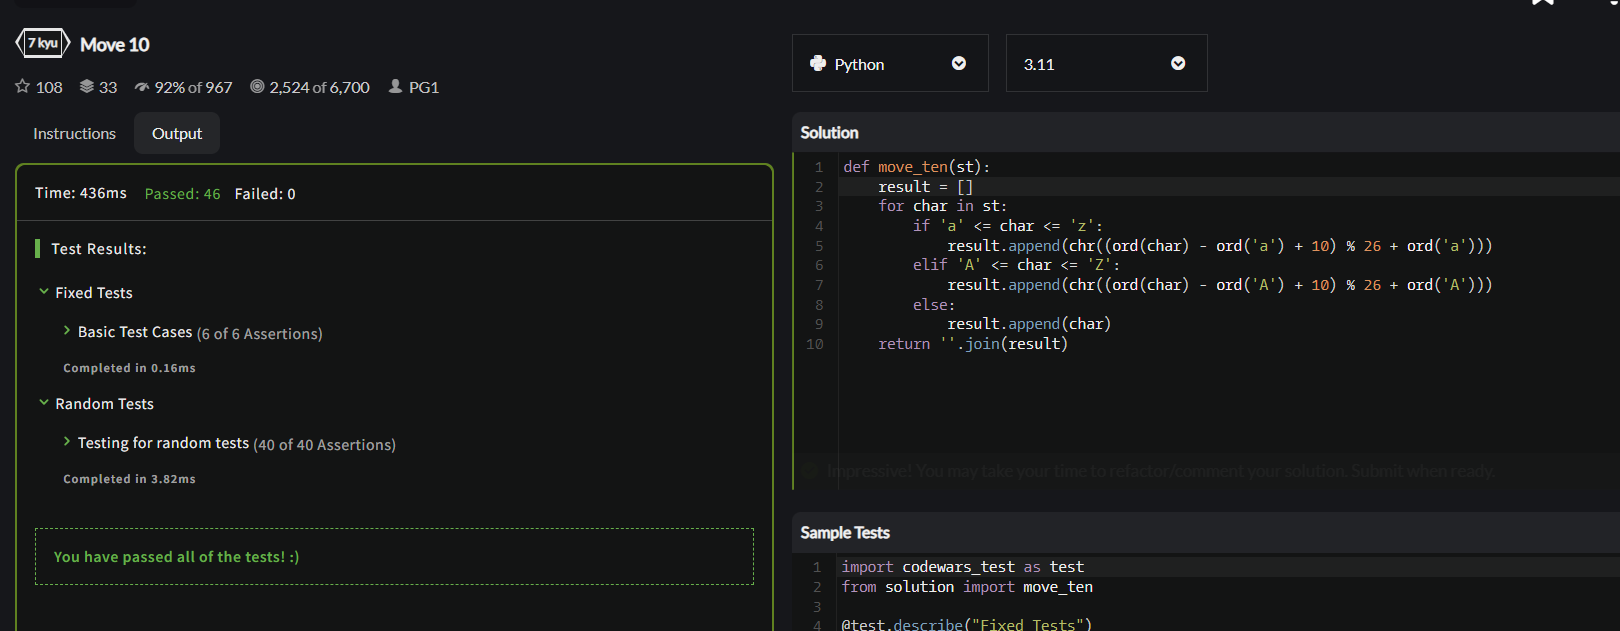 7 kyu Move 10
108 33 92% of 967 2,524 of 6,700 PG1
Instructions Output
Time: 436ms Passed: 46 Failed: 0
Test Results:
Fixed Tests
Basic Test Cases (6 of 6 Assertions)
Completed in 0.16ms
Random Tests
Testing for random tests (40 of 40 Assertions)
Completed in 3.82ms
You have passed all of the tests! :)
Python 3.11
Solution
1 def move_ten(st):
2     result = []
3     for char in st:
4         if 'a' <= char <= 'z':
5             result.append(chr((ord(char) - ord('a') + 10) % 26 + ord('a')))
6         elif 'A' <= char <= 'Z':
7             result.append(chr((ord(char) - ord('A') + 10) % 26 + ord('A')))
8         else:
9             result.append(char)
10     return ''.join(result)
Impressive! You may take your time to refactor/comment your solution. Submit when ready.
Sample Tests
1 import codewars_test as test
2 from solution import move_ten
3
4 @test.describe("Fixed Tests")